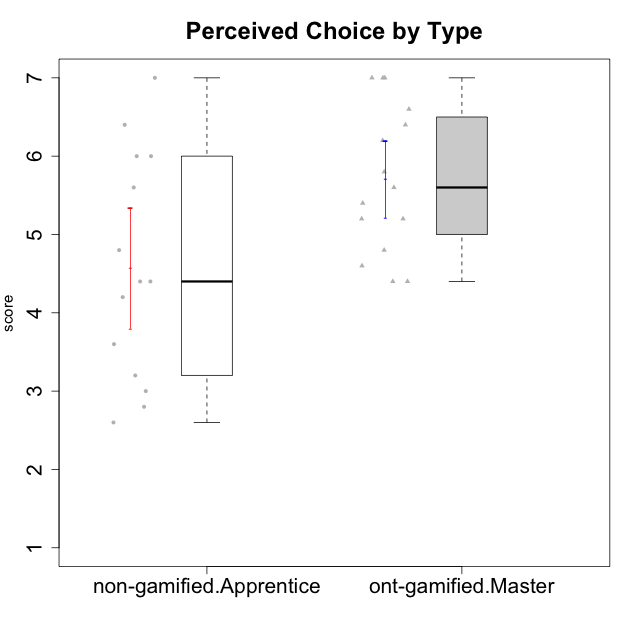 Perceived Choice by Type
7
6
5
4
3
2
1
score
non-gamified.Apprentice
ont-gamified.Master